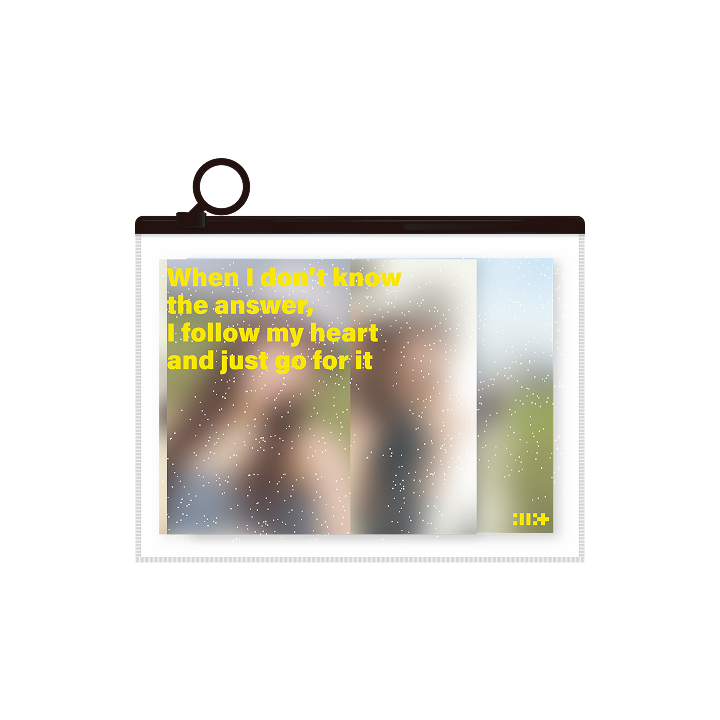 When I don't know
the answer,
I follow my heart
and just go for it